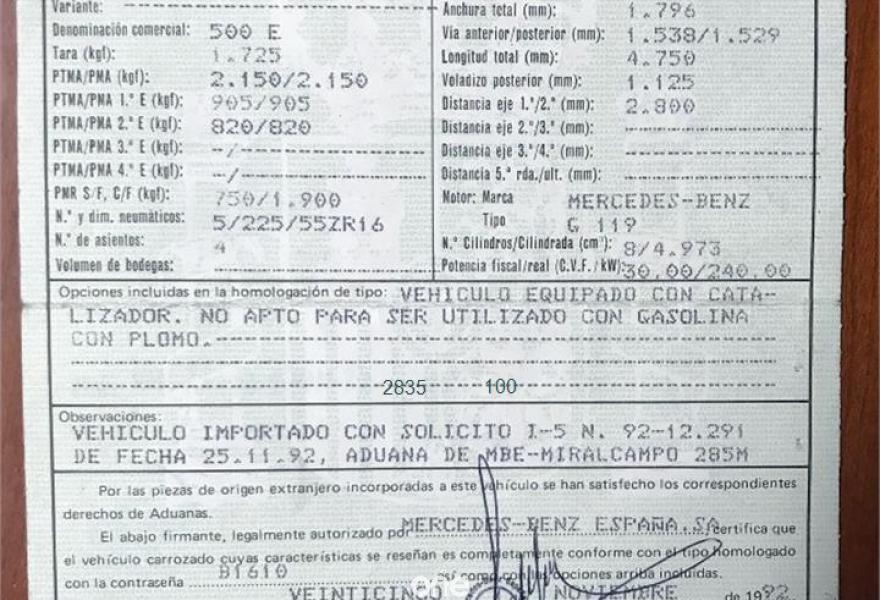 Variante: --------------------
Denominación comercial: 500 E
Tara (kgf): 1.725
PTMA/PMA (kgf): 2.150/2.150
PTMA/PMA 1.º E (kgf): 905/905
PTMA/PMA 2.º E (kgf): 820/820
PTMA/PMA 3.º E (kgf): --/--------------
PTMA/PMA 4.º E (kgf): --/--------------
PMR S/F, C/F (kgf): 750/1.900
N.º y dim. neumáticos: 5/225/55ZR16
N.º de asientos: 4
Volumen de bodegas: ----------------
Anchura total (mm): 1.796
Vía anterior/posterior (mm): 1.538/1.529
Longitud total (mm): 4.750
Voladizo posterior (mm): 1.125
Distancia eje 1.º/2.º (mm): 2.800
Distancia eje 2.º/3.º (mm): ----------------
Distancia eje 3.º/4.º (mm): ----------------
Distancia 5.ª rda./ult. (mm): ----------------
Motor: Marca MERCEDES-BENZ
Tipo G 119
N.º Cilindros/Cilindrada (cm³): 8/4.973
Potencia fiscal/real (C.V.F./kW): 30.00/240.00
Opciones incluidas en la homologación de tipo: VEHICULO EQUIPADO CON CATA-
LIZADOR. NO APTO PARA SER UTILIZADO CON GASOLINA
CON PLOMO.--------------------
2835 100
Observaciones:
VEHICULO IMPORTADO CON SOLICITO I-5 N. 92-12.291
DE FECHA 25.11.92, ADUANA DE MBE-MIRALCAMPO 285M
Por las piezas de origen extranjero incorporadas a este vehículo se han satisfecho los correspondientes
derechos de Aduanas.
El abajo firmante, legalmente autorizado por MERCEDES-BENZ ESPAÑA, SA, certifica que
el vehículo carrozado cuyas características se reseñan es completamente conforme con el tipo homologado
con la contraseña B1610 así como con las opciones arriba incluidas.
VEINTICINCO NOVIEMBRE de 1992